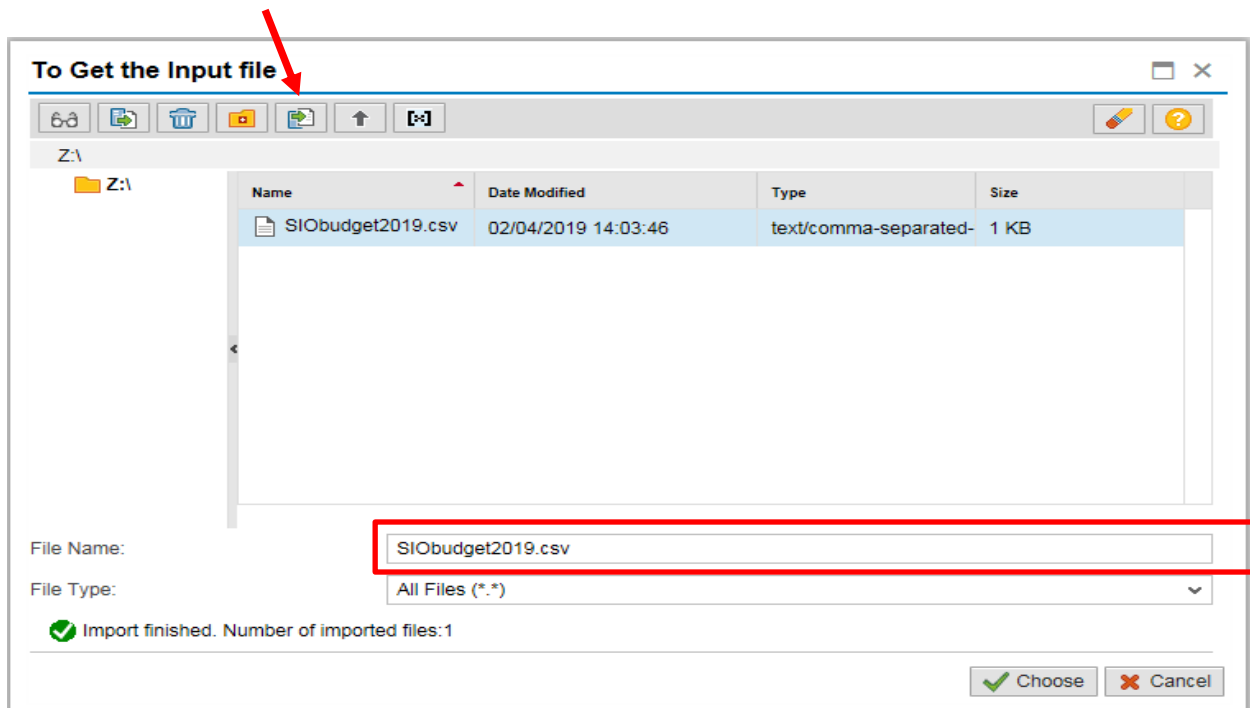 To Get the Input file
Z:\
Z:\
Name Date Modified Type Size
SIObudget2019.csv 02/04/2019 14:03:46 text/comma-separated- 1 KB
File Name: SIObudget2019.csv
File Type: All Files (*.*)
Import finished. Number of imported files:1
Choose Cancel